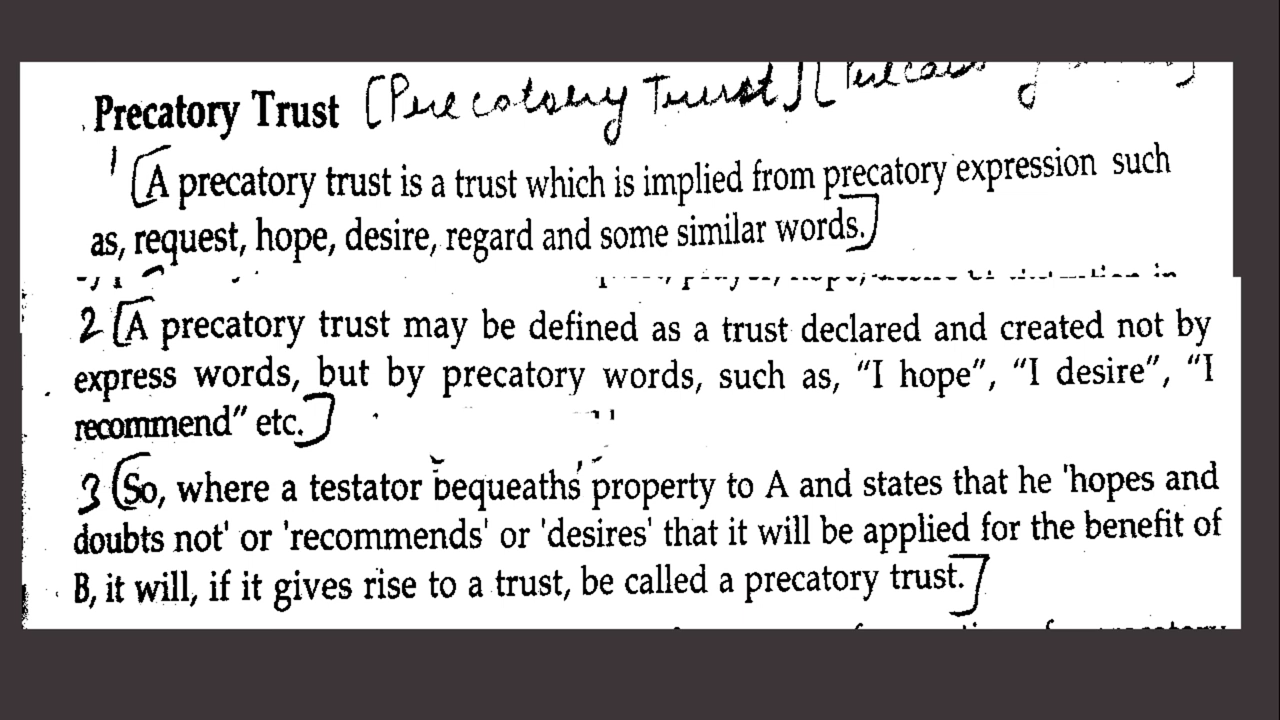 Precatory Trust [Precatory Trust] [
1 [A precatory trust is a trust which is implied from precatory expression such
as, request, hope, desire, regard and some similar words.]
2 [A precatory trust may be defined as a trust declared and created not by
express words, but by precatory words, such as, "I hope", "I desire", "I
recommend" etc.]
3 [So, where a testator bequeaths property to A and states that he 'hopes and
doubts not' or 'recommends' or 'desires' that it will be applied for the benefit of
B, it will, if it gives rise to a trust, be called a precatory trust.]